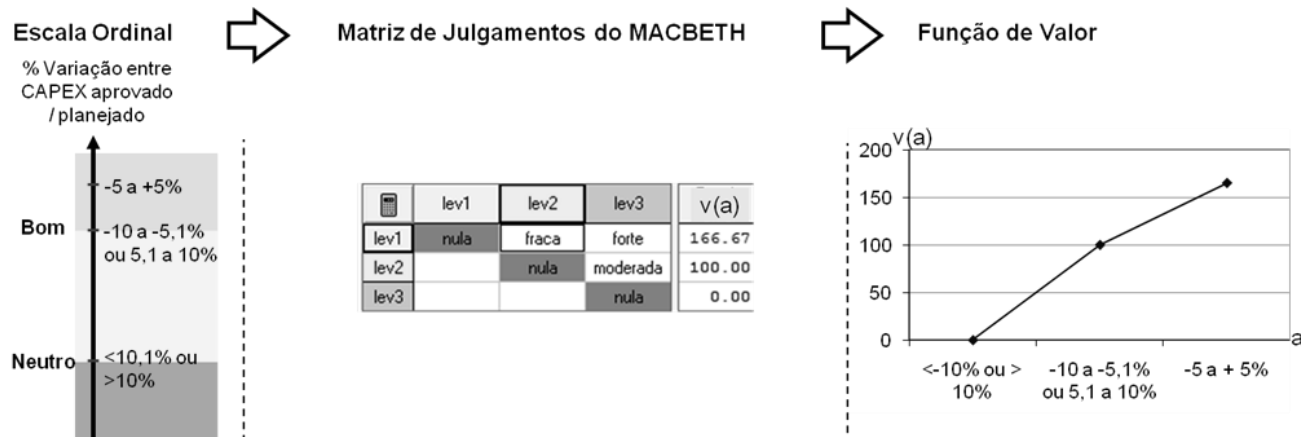 Escala Ordinal
% Variação entre
CAPEX aprovado
/ planejado
-5 a +5%
Bom
-10 a -5,1%
ou 5,1 a 10%
Neutro
<10,1% ou
>10%
Matriz de Julgamentos do MACBETH
lev1 lev2 lev3 v(a)
lev1 nula fraca forte 166.67
lev2 nula moderada 100.00
lev3 nula 0.00
Função de Valor
v(a)
200
150
100
50
0
a
<-10% ou >
10%
-10 a -5,1%
ou 5,1 a 10%
-5 a + 5%